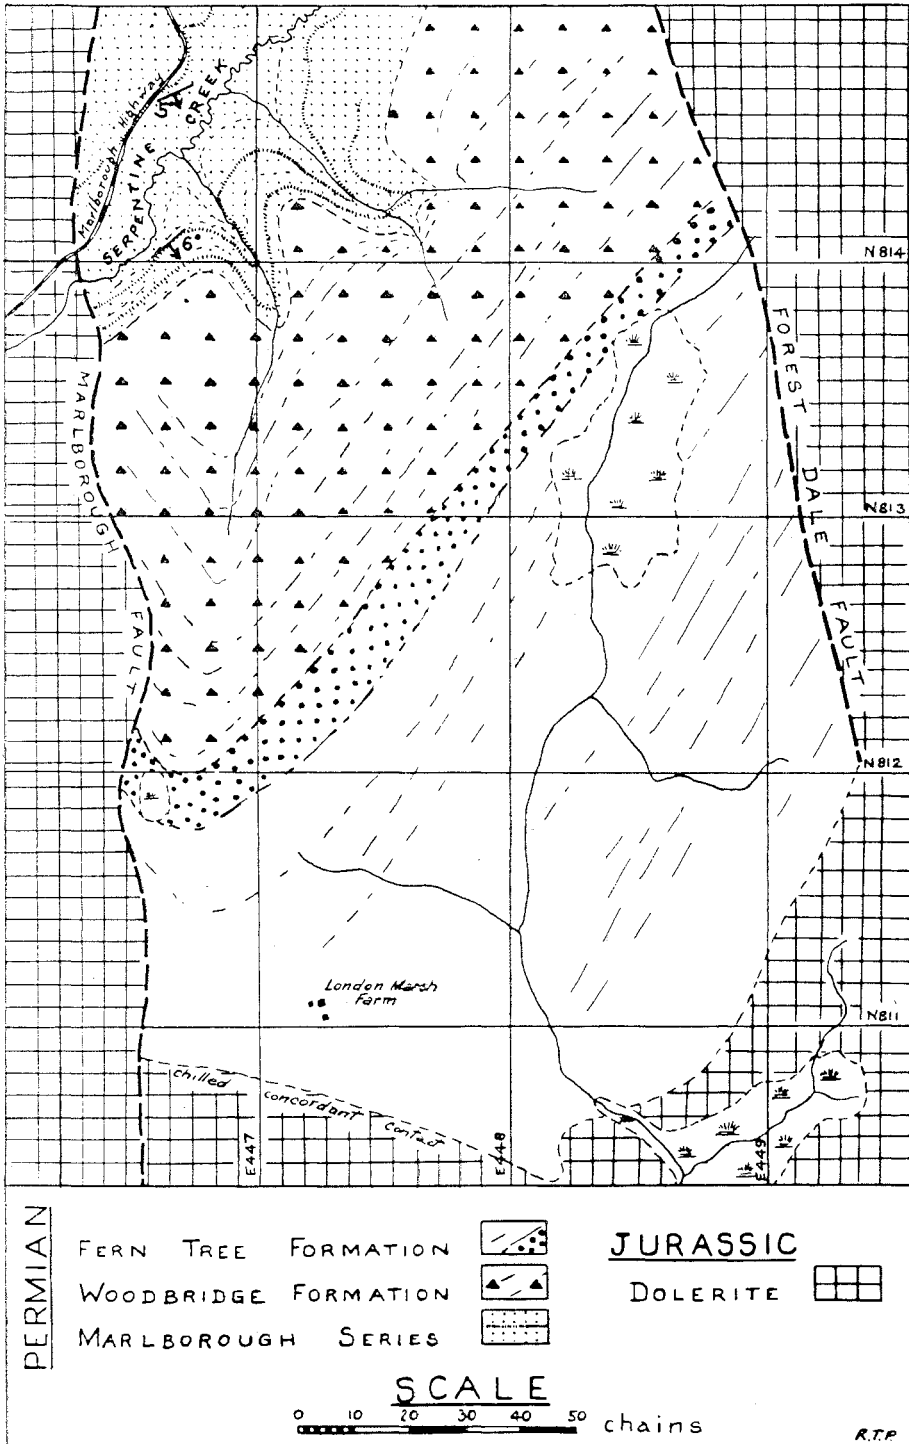 Marlborough Highway
SERPENTINE CREEK
5
6°
N814
MARLBOROUGH FAULT
FOREST DALE FAULT
N813
N812
London Marsh
Farm
N811
chilled concordant contact
E447
E448
E449
PERMIAN
FERN TREE FORMATION
WOODBRIDGE FORMATION
MARLBOROUGH SERIES
JURASSIC
DOLERITE
SCALE
0 10 20 30 40 50 chains
R.T.P.